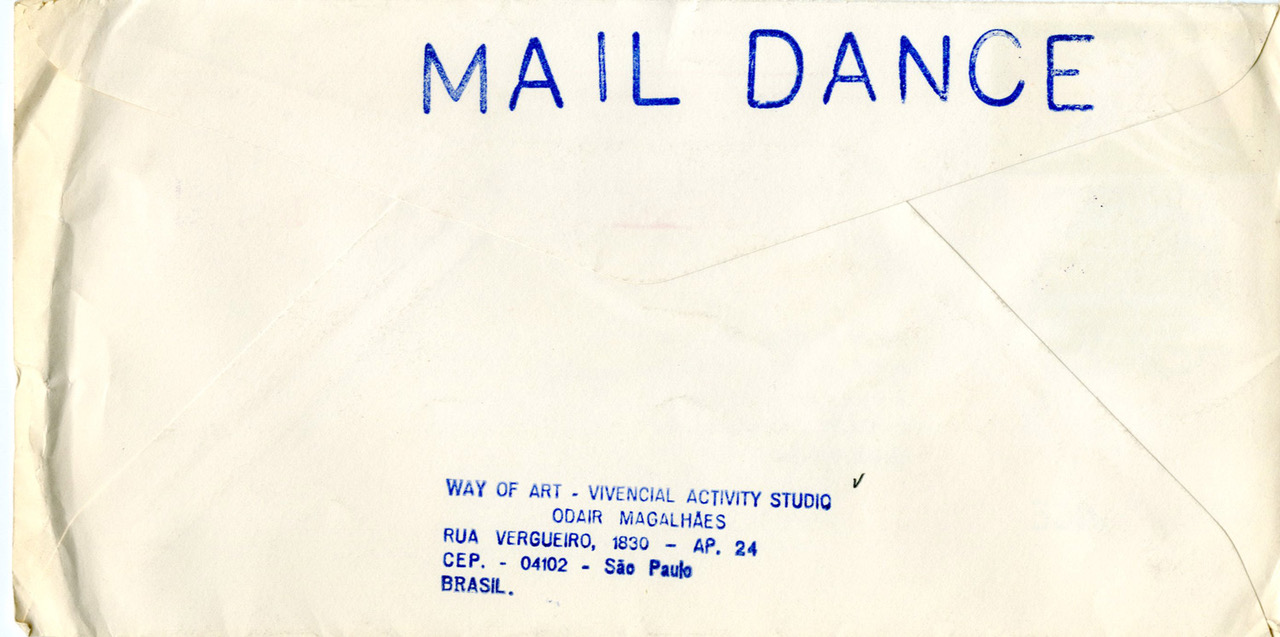 MAIL DANCE
WAY OF ART - VIVENCIAL ACTIVITY STUDIO
ODAIR MAGALHÃES
RUA VERGUEIRO, 1830 - AP. 24
CEP. - 04102 - São Paulo
BRASIL.